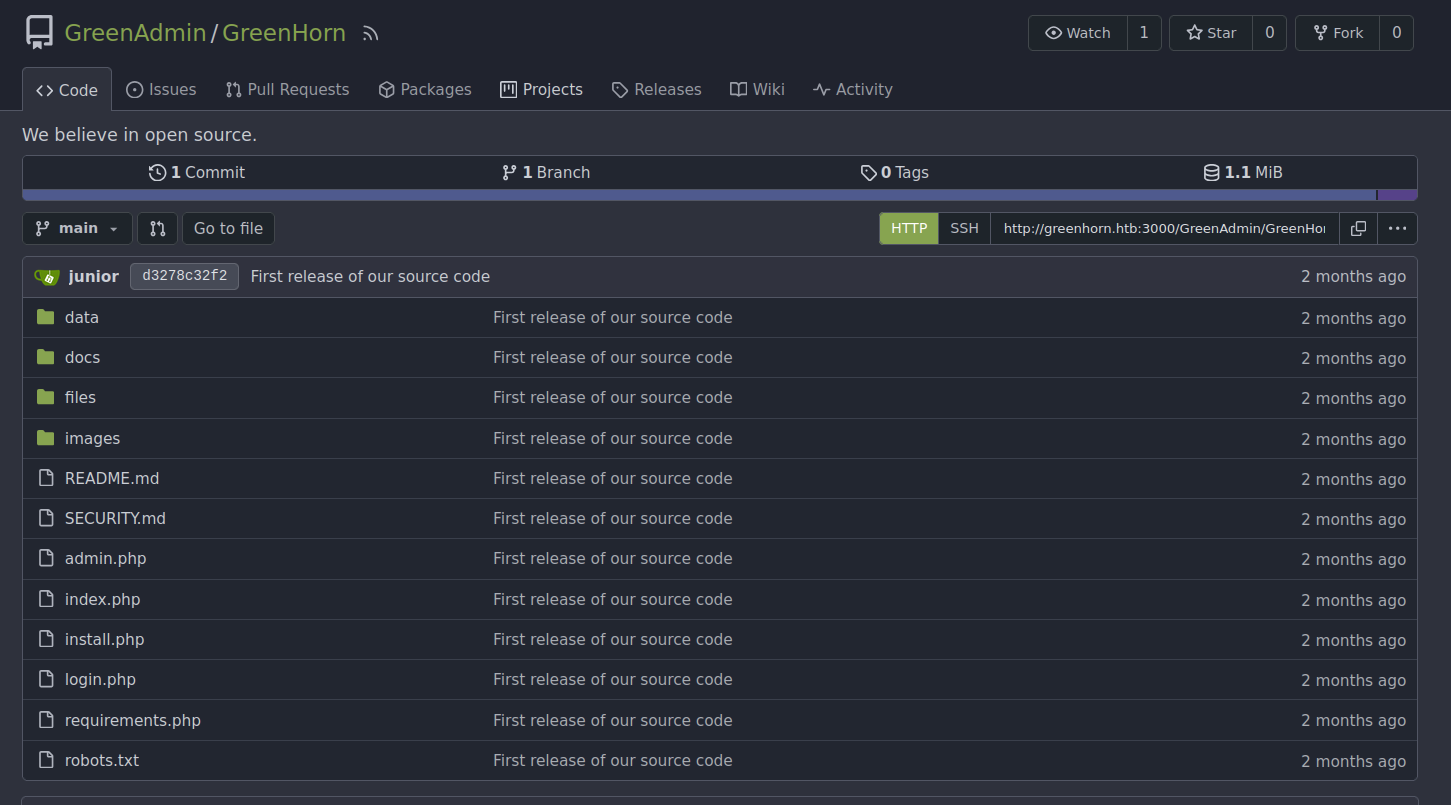 GreenAdmin / GreenHorn Watch 1 Star 0 Fork 0
Code Issues Pull Requests Packages Projects Releases Wiki Activity
We believe in open source.
1 Commit 1 Branch 0 Tags 1.1 MiB
main Go to file HTTP SSH http://greenhorn.htb:3000/GreenAdmin/GreenHor
junior d3278c32f2 First release of our source code 2 months ago
data First release of our source code 2 months ago
docs First release of our source code 2 months ago
files First release of our source code 2 months ago
images First release of our source code 2 months ago
README.md First release of our source code 2 months ago
SECURITY.md First release of our source code 2 months ago
admin.php First release of our source code 2 months ago
index.php First release of our source code 2 months ago
install.php First release of our source code 2 months ago
login.php First release of our source code 2 months ago
requirements.php First release of our source code 2 months ago
robots.txt First release of our source code 2 months ago